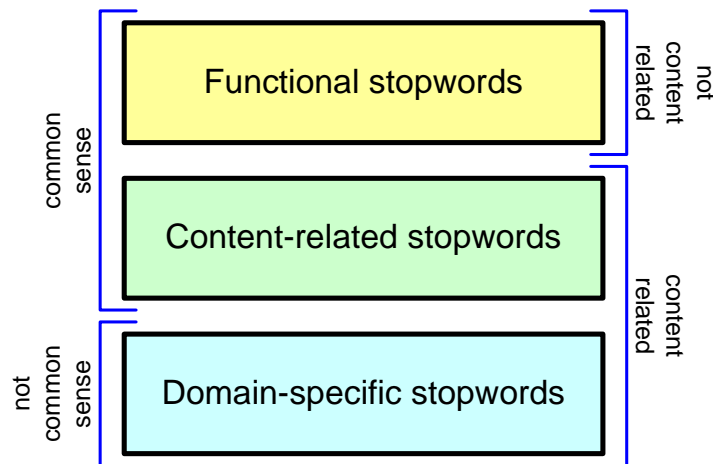 Functional stopwords
Content-related stopwords
Domain-specific stopwords
common
sense
not
common
sense
not
content
related
content
related